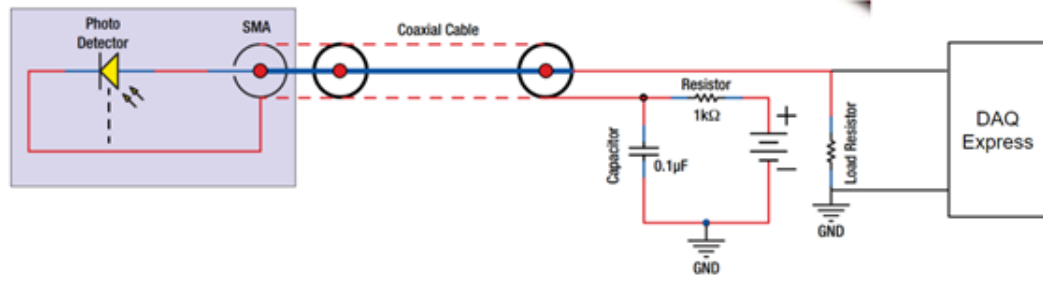 Photo
Detector
SMA
Coaxial Cable
Resistor
1kΩ
Capacitor
0.1µF
+
−
Load Resistor
GND
GND
DAQ
Express